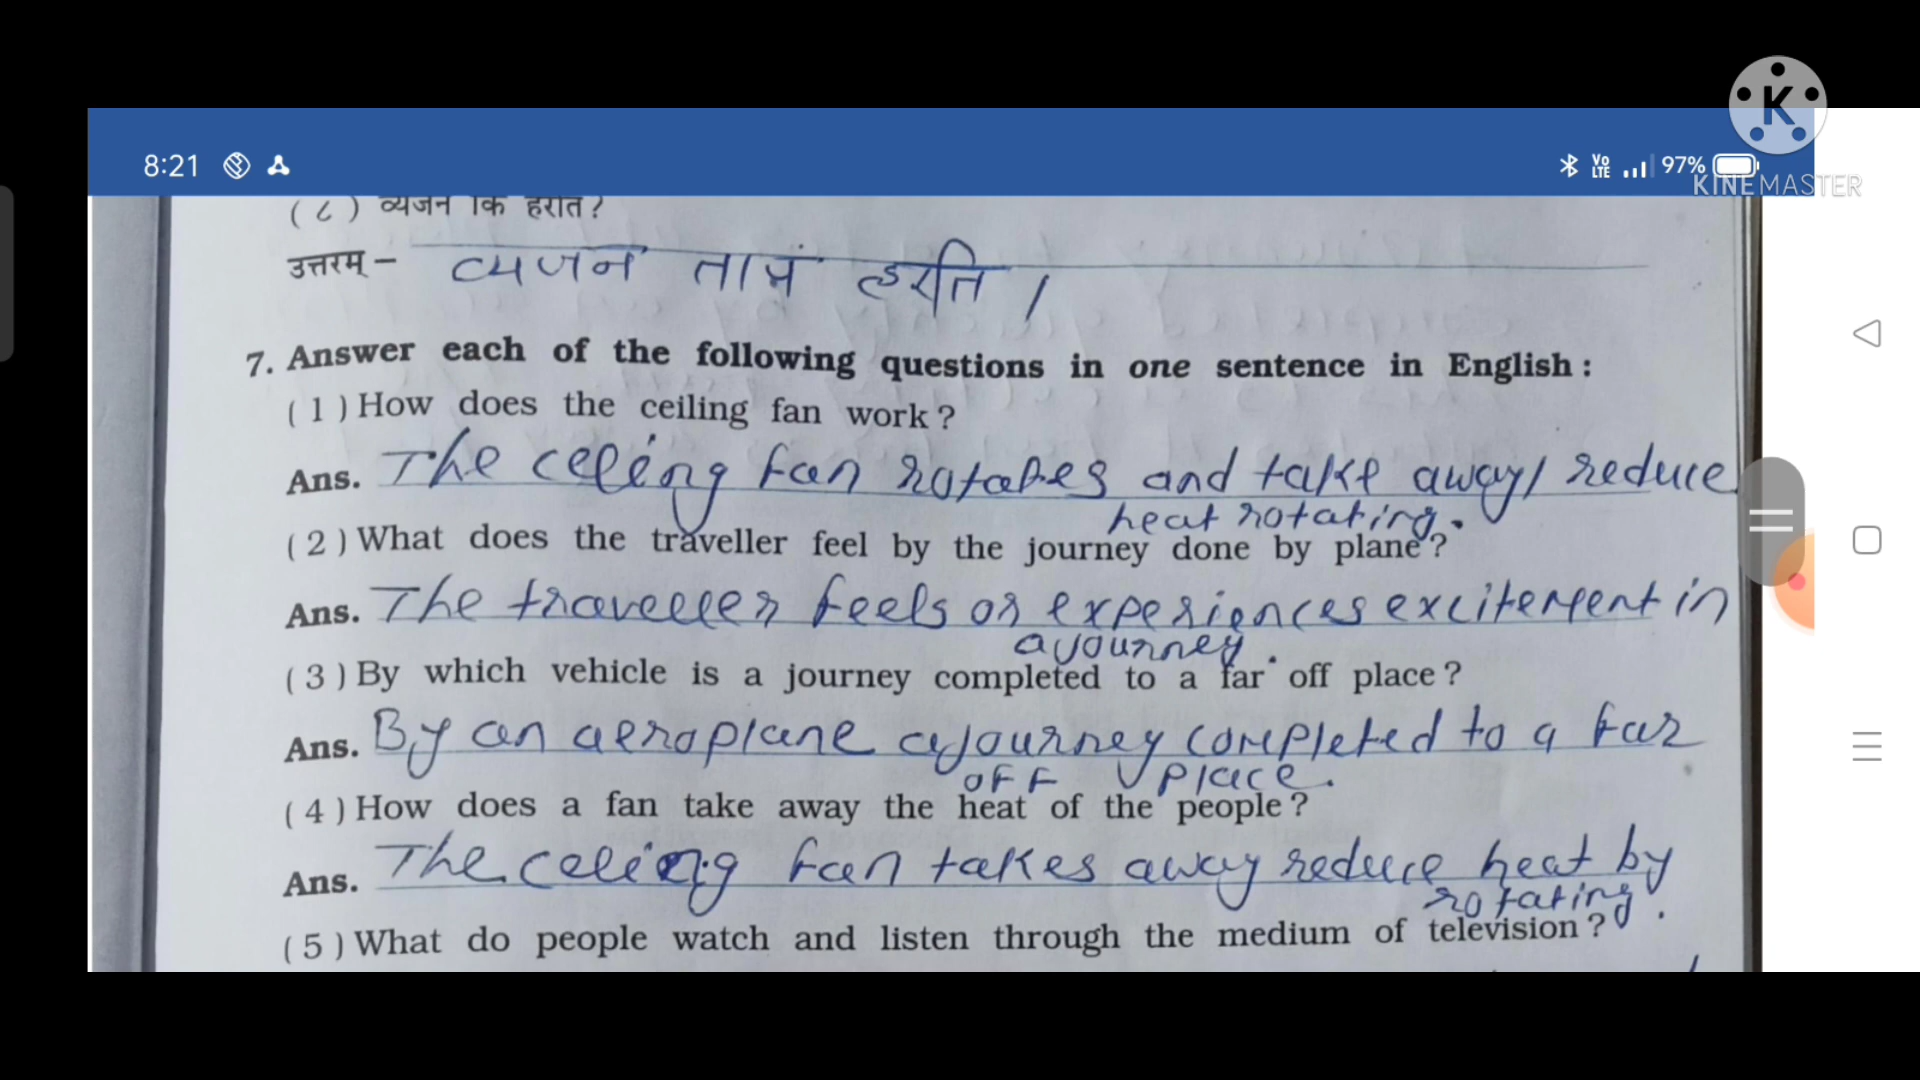 8:21
Vo LTE 97%
K
KINEMASTER
( ८ ) व्यजनं किं हरति?
उत्तरम् – व्यजनं तापं हरति ।
7. Answer each of the following questions in one sentence in English :
( 1 ) How does the ceiling fan work ?
Ans. The celing fan rotates and take away/ reduce
heat rotating.
( 2 ) What does the traveller feel by the journey done by plane ?
Ans. The traveller feels or experiences excitement in
a journey.
( 3 ) By which vehicle is a journey completed to a far off place ?
Ans. By an aeroplane a journey completed to a far
off place.
( 4 ) How does a fan take away the heat of the people ?
Ans. The celing fan takes away reduce heat by
rotating.
( 5 ) What do people watch and listen through the medium of television ?